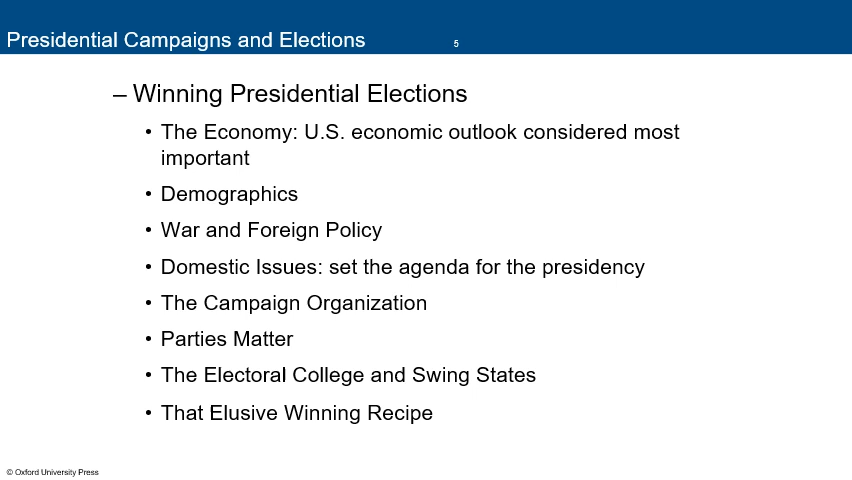 Presidential Campaigns and Elections 5
– Winning Presidential Elections
• The Economy: U.S. economic outlook considered most
important
• Demographics
• War and Foreign Policy
• Domestic Issues: set the agenda for the presidency
• The Campaign Organization
• Parties Matter
• The Electoral College and Swing States
• That Elusive Winning Recipe
© Oxford University Press